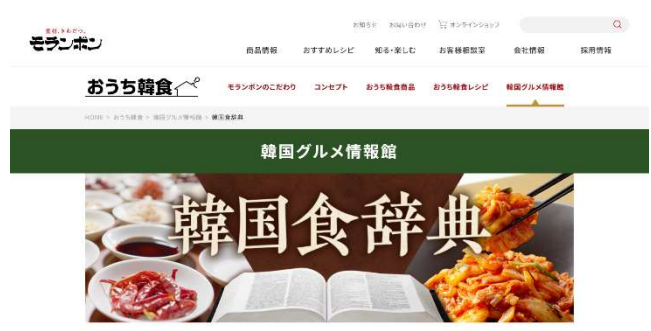 素材、きわだつ。
モランボン
お知らせ お問い合わせ オンラインショップ
商品情報 おすすめレシピ 知る・楽しむ お客様相談室 会社情報 採用情報
おうち韓食
モランボンのこだわり コンセプト おうち韓食商品 おうち韓食レシピ 韓国グルメ情報館
HOME > おうち韓食 > 韓国グルメ情報館 > 韓国食辞典
韓国グルメ情報館
韓国食辞典